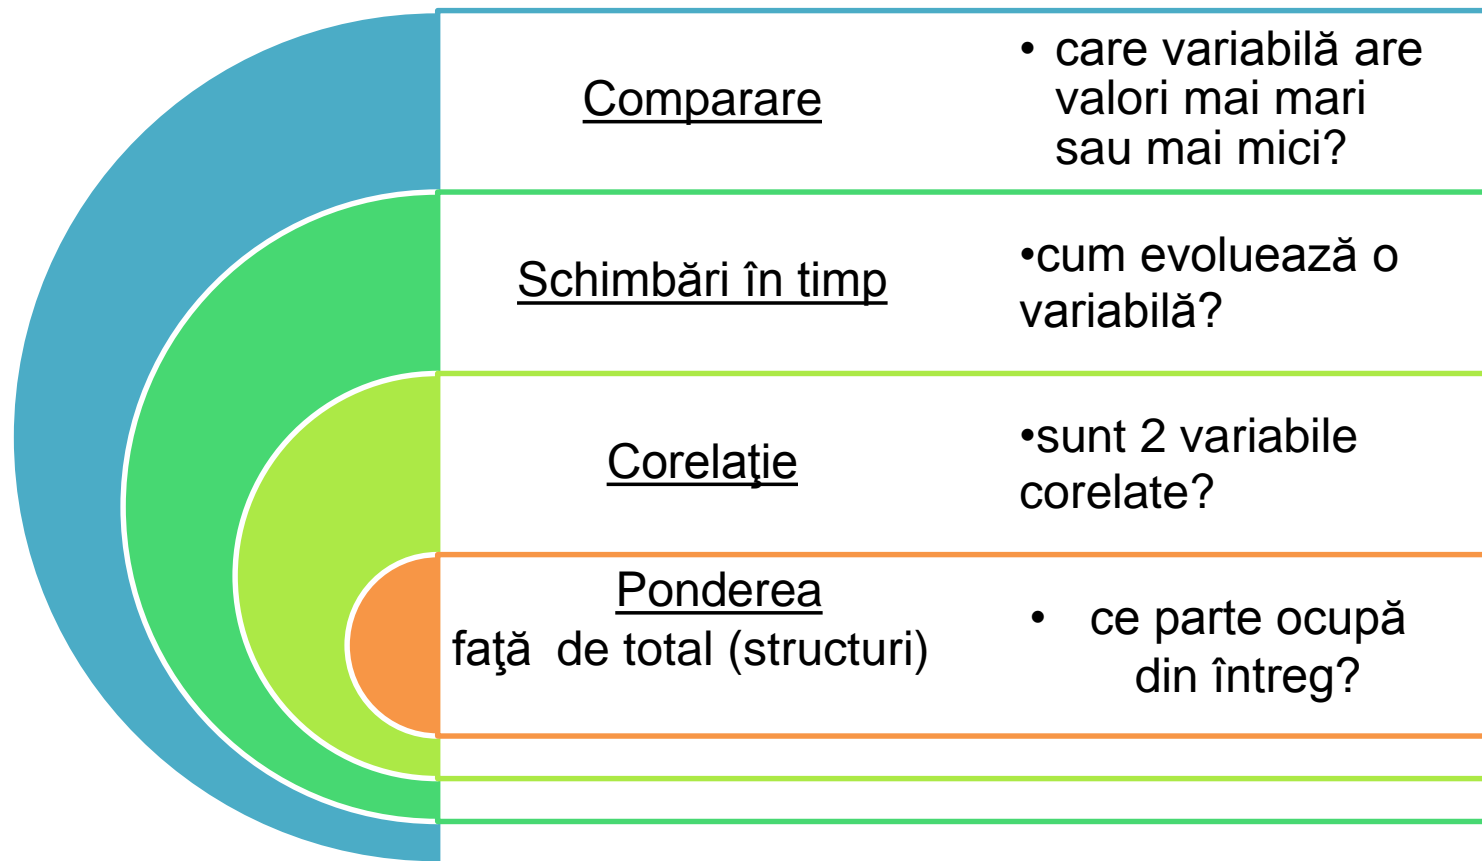 Comparare
• care variabilă are
valori mai mari
sau mai mici?
Schimbări în timp
•cum evoluează o
variabilă?
Corelaţie
•sunt 2 variabile
corelate?
Ponderea
faţă de total (structuri)
• ce parte ocupă
din întreg?